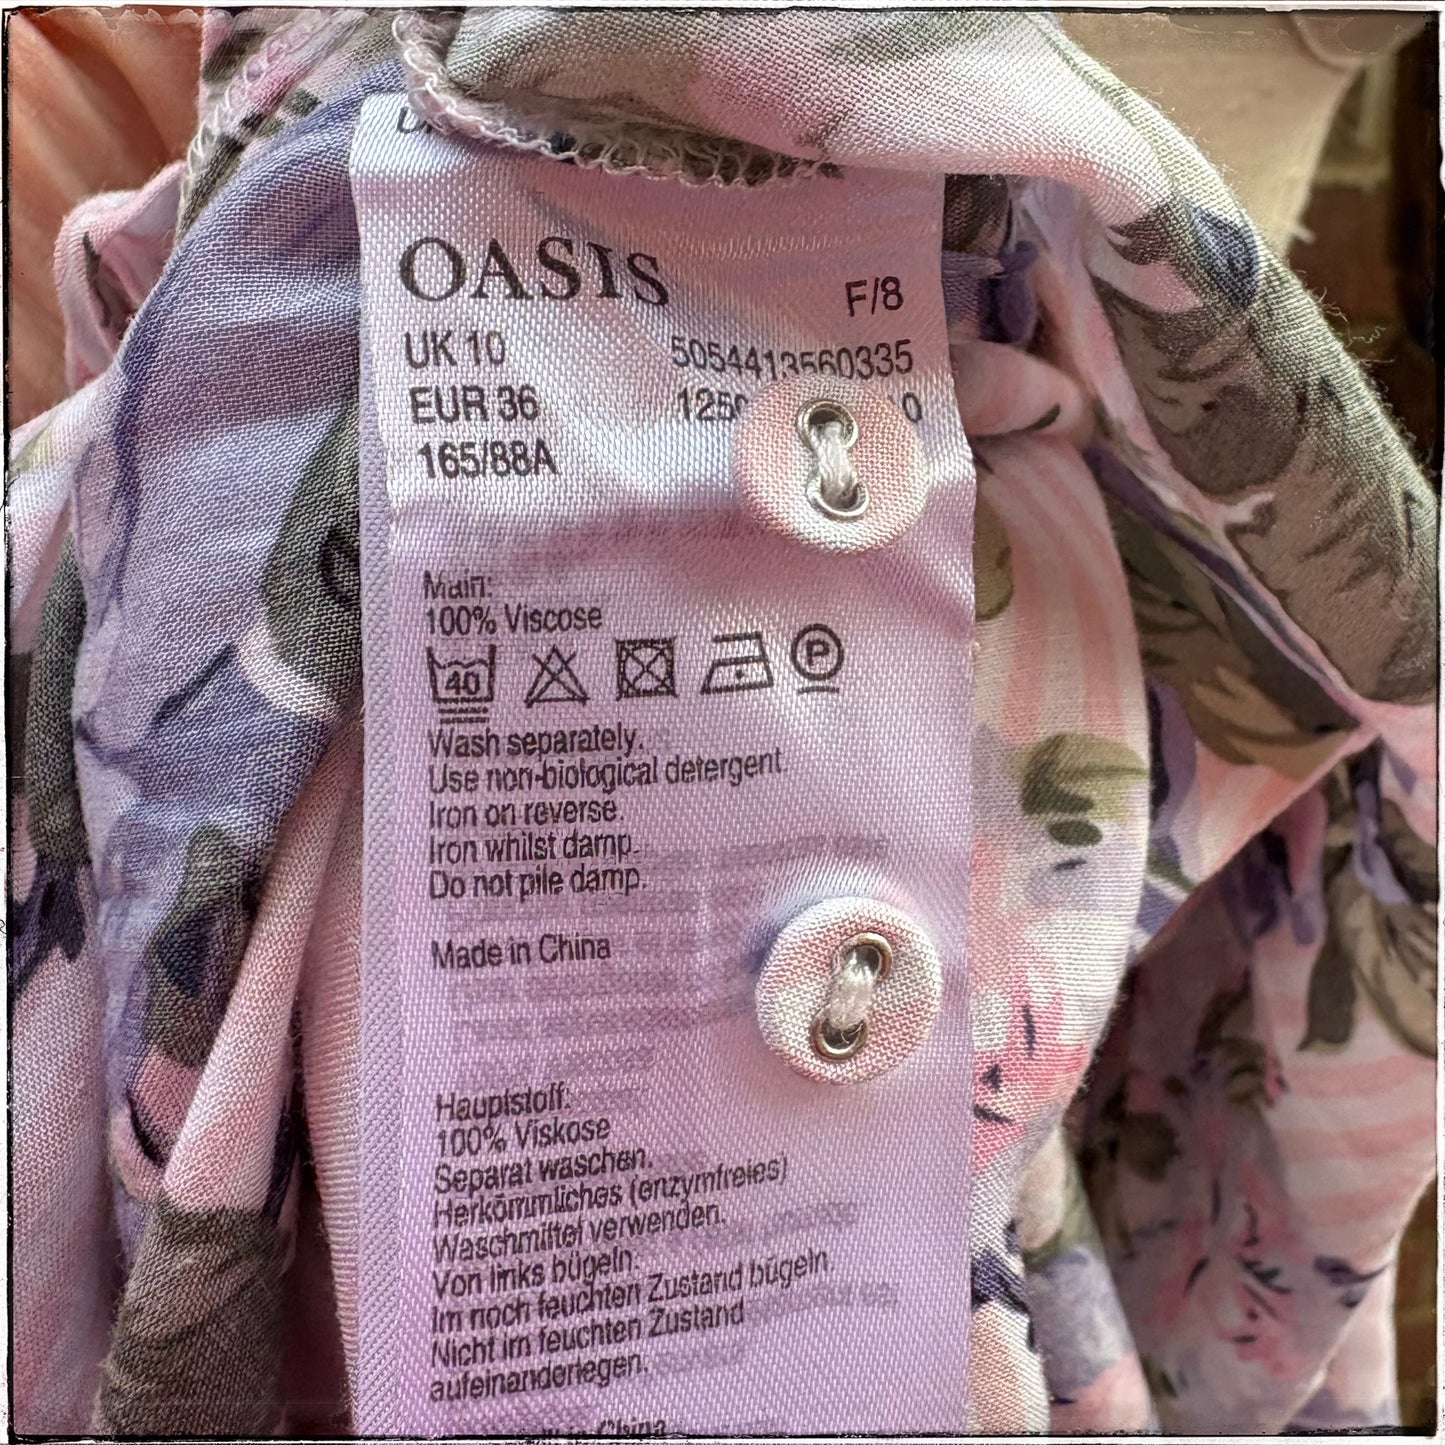 OASIS
F/8
UK 10 5054413560335
EUR 36
165/88A
Main:
100% Viscose
40 P
Wash separately.
Use non-biological detergent.
Iron on reverse.
Iron whilst damp.
Do not pile damp.
Made in China
Hauptstoff:
100% Viskose
Separat waschen.
Herkömmliches (enzymfreies)
Waschmittel verwenden.
Von links bügeln.
Im noch feuchten Zustand bügeln.
Nicht im feuchten Zustand
aufeinanderlegen.
China